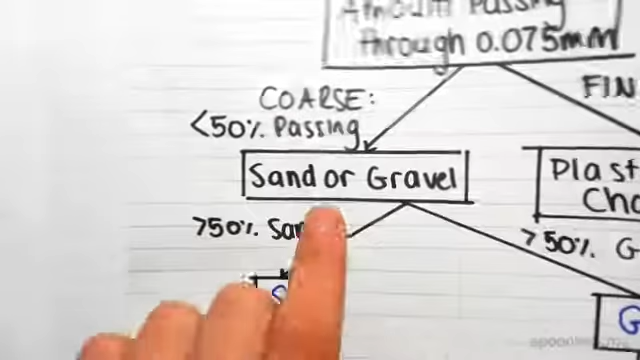 Amount Passing
through 0.075mm
COARSE:
<50% Passing
FIN
Sand or Gravel
Plast
Cha
>50% San
>50% G
G